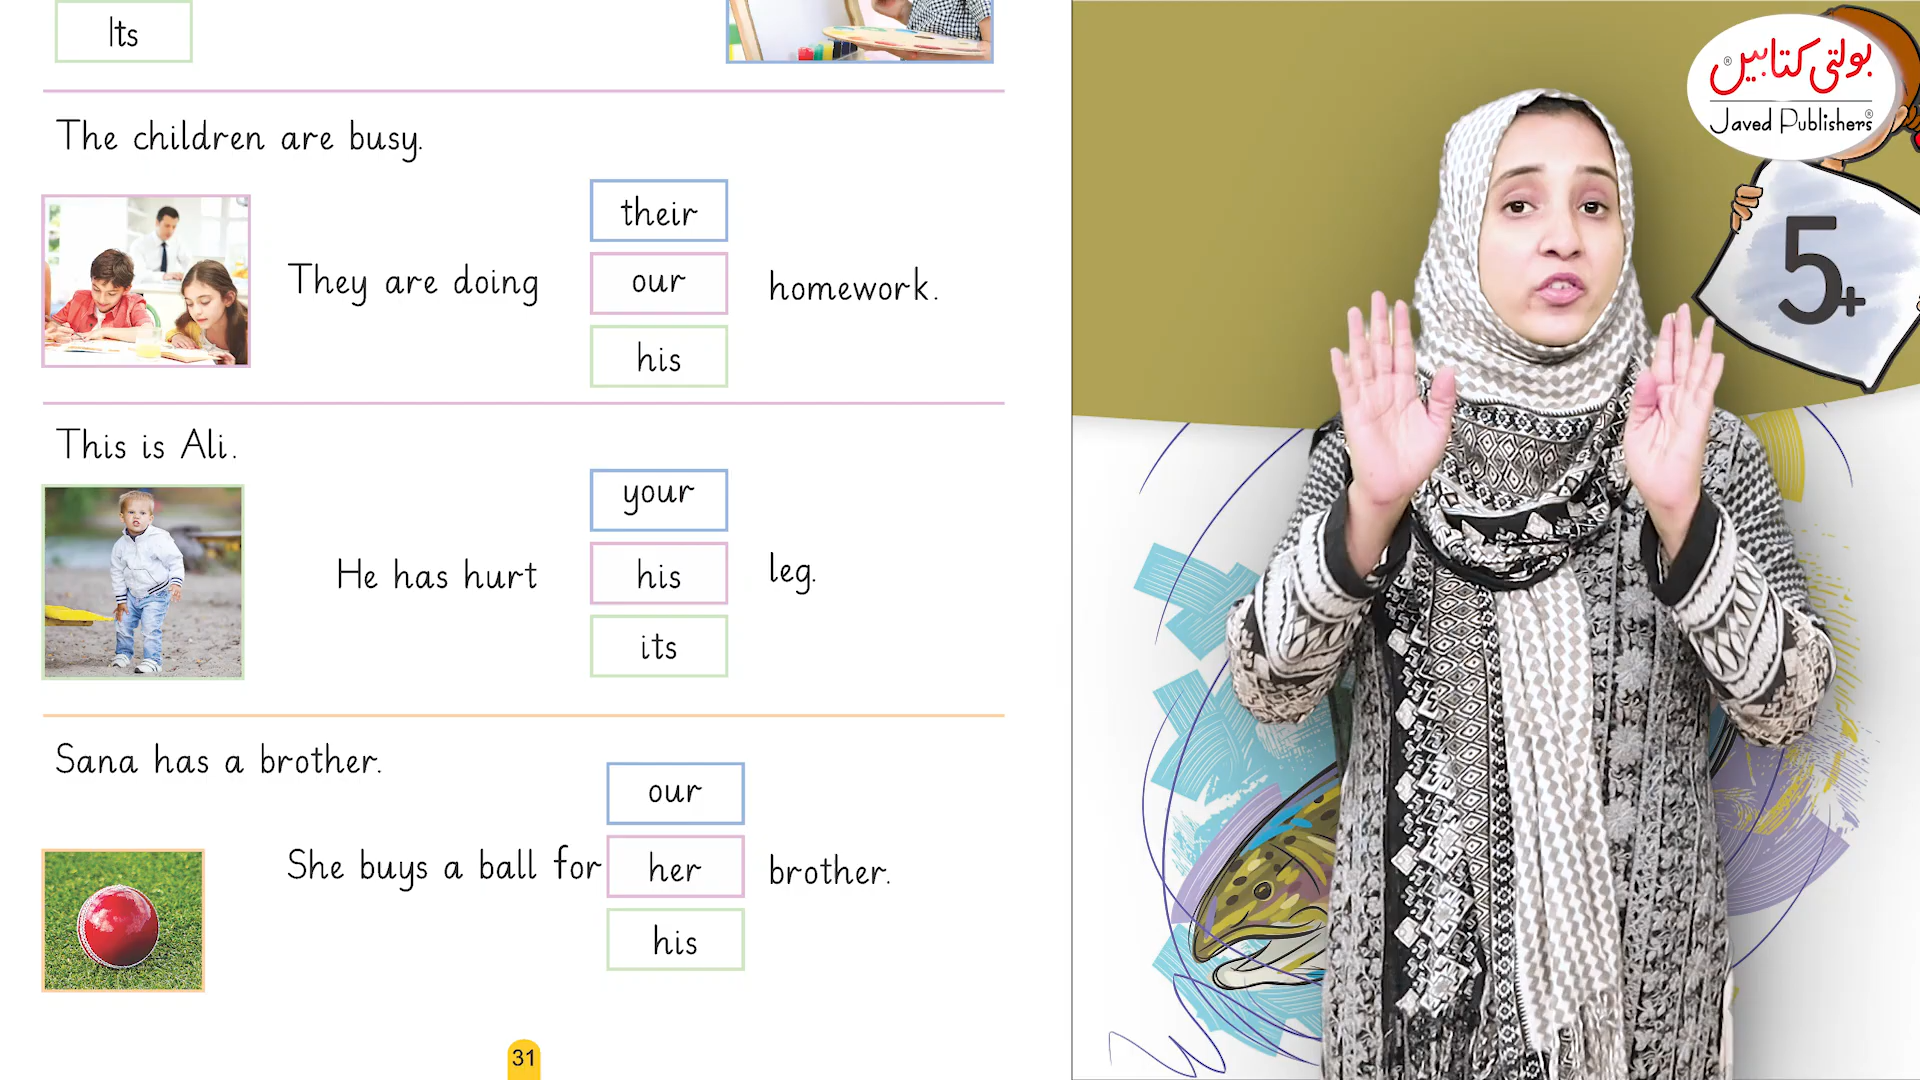 Its
The children are busy.
their
They are doing our homework.
his
This is Ali.
your
He has hurt his leg.
its
Sana has a brother.
our
She buys a ball for her brother.
his
31
بولتی کتابیں®
Javed Publishers®
5+